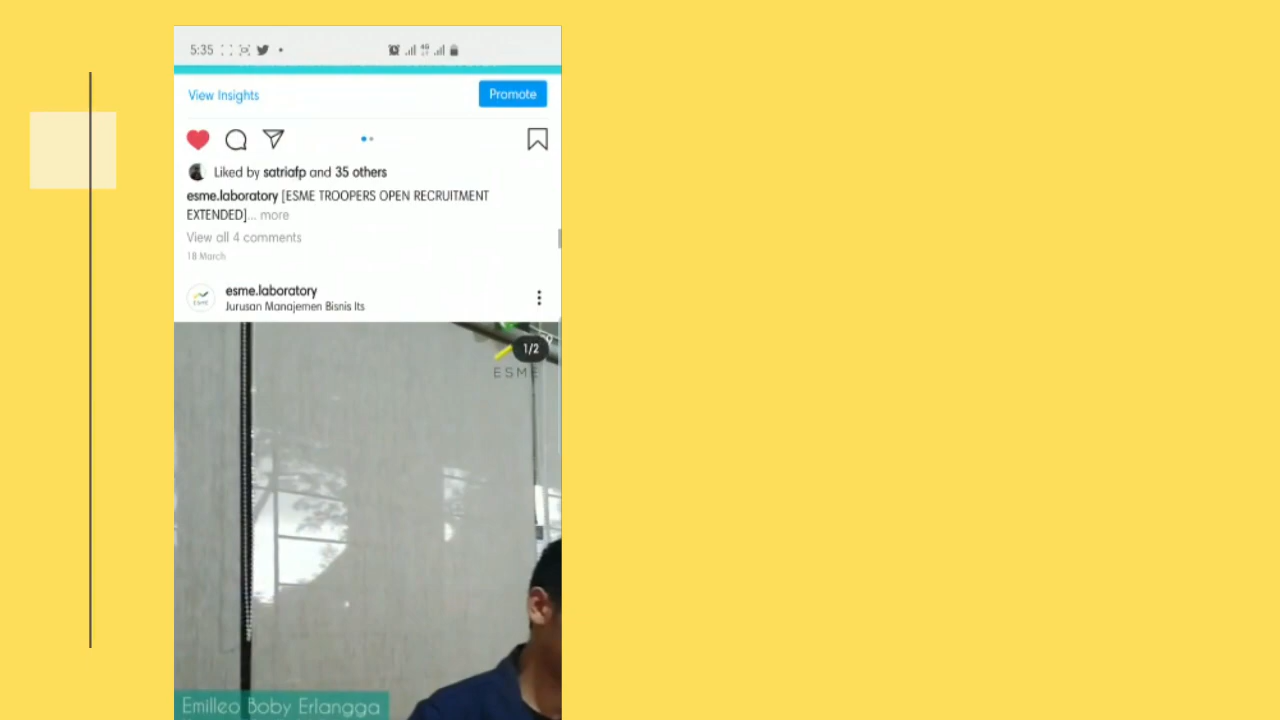 5:35
View Insights
Promote
Liked by satriafp and 35 others
esme.laboratory [ESME TROOPERS OPEN RECRUITMENT
EXTENDED]... more
View all 4 comments
18 March
esme.laboratory
Jurusan Manajemen Bisnis Its
1/2
ESME
Emilleo Boby Erlangga